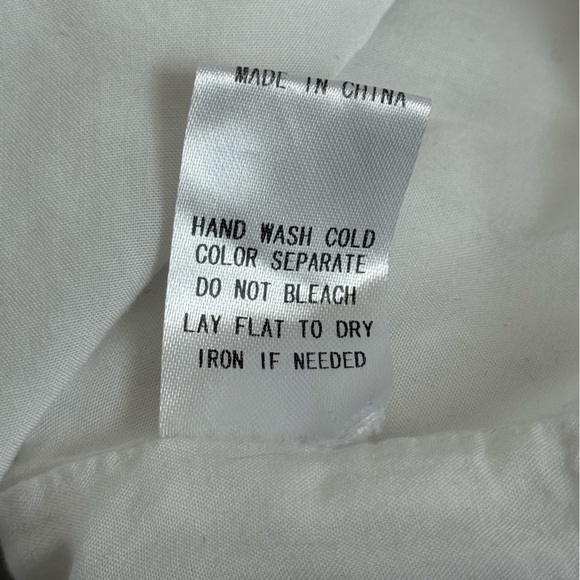 MADE IN CHINA
HAND WASH COLD
COLOR SEPARATE
DO NOT BLEACH
LAY FLAT TO DRY
IRON IF NEEDED